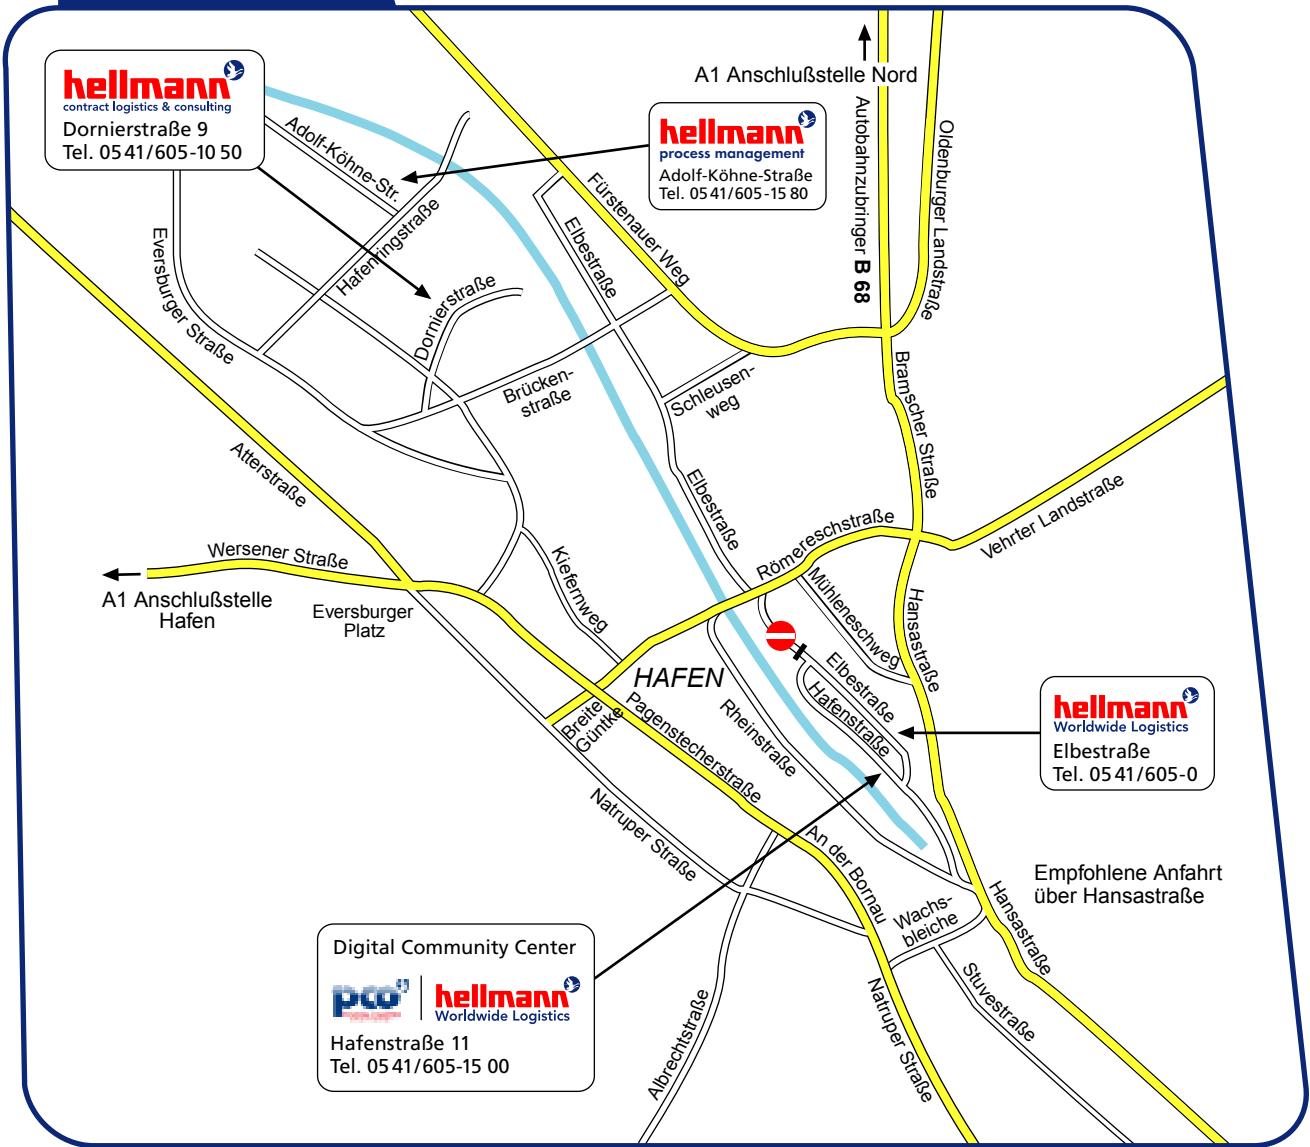 hellmann
contract logistics & consulting
Dornierstraße 9
Tel. 0541/605-1050
A1 Anschlußstelle Nord
hellmann
process management
Adolf-Köhne-Straße
Tel. 0541/605-1580
Adolf-Köhne-Str.
Hafenringstraße
Eversburger Straße
Dornierstraße
Elbestraße
Fürstenauer Weg
Autobahnzubringer B 68
Oldenburger Landstraße
Brücken-
straße
Schleusen-
weg
Bramscher Straße
Atterstraße
Elbestraße
Wersener Straße
A1 Anschlußstelle
Hafen
Eversburger
Platz
Kiefernweg
Römereschstraße
Vehrter Landstraße
Mühleneschweg
Hansastraße
HAFEN
Elbestraße
Hafenstraße
Rheinstraße
Breite
Güntke
Pagenstecherstraße
hellmann
Worldwide Logistics
Elbestraße
Tel. 0541/605-0
Natruper Straße
An der Bornau
Empfohlene Anfahrt
über Hansastraße
Wachs-
bleiche
Hansastraße
Stuvestraße
Natruper Straße
Albrechtstraße
Digital Community Center
pco
hellmann
Worldwide Logistics
Hafenstraße 11
Tel. 0541/605-1500